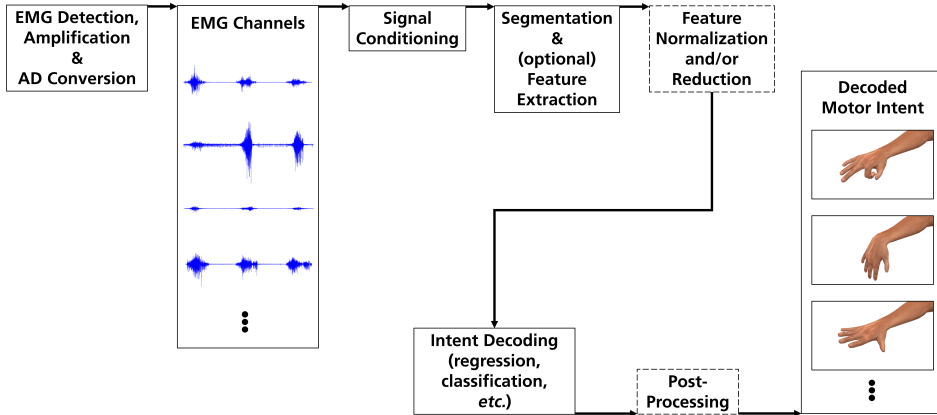 EMG Detection,
Amplification
&
AD Conversion
EMG Channels
Signal
Conditioning
Segmentation
&
(optional)
Feature
Extraction
Feature
Normalization
and/or
Reduction
Intent Decoding
(regression,
classification,
etc.)
Post-
Processing
Decoded
Motor Intent